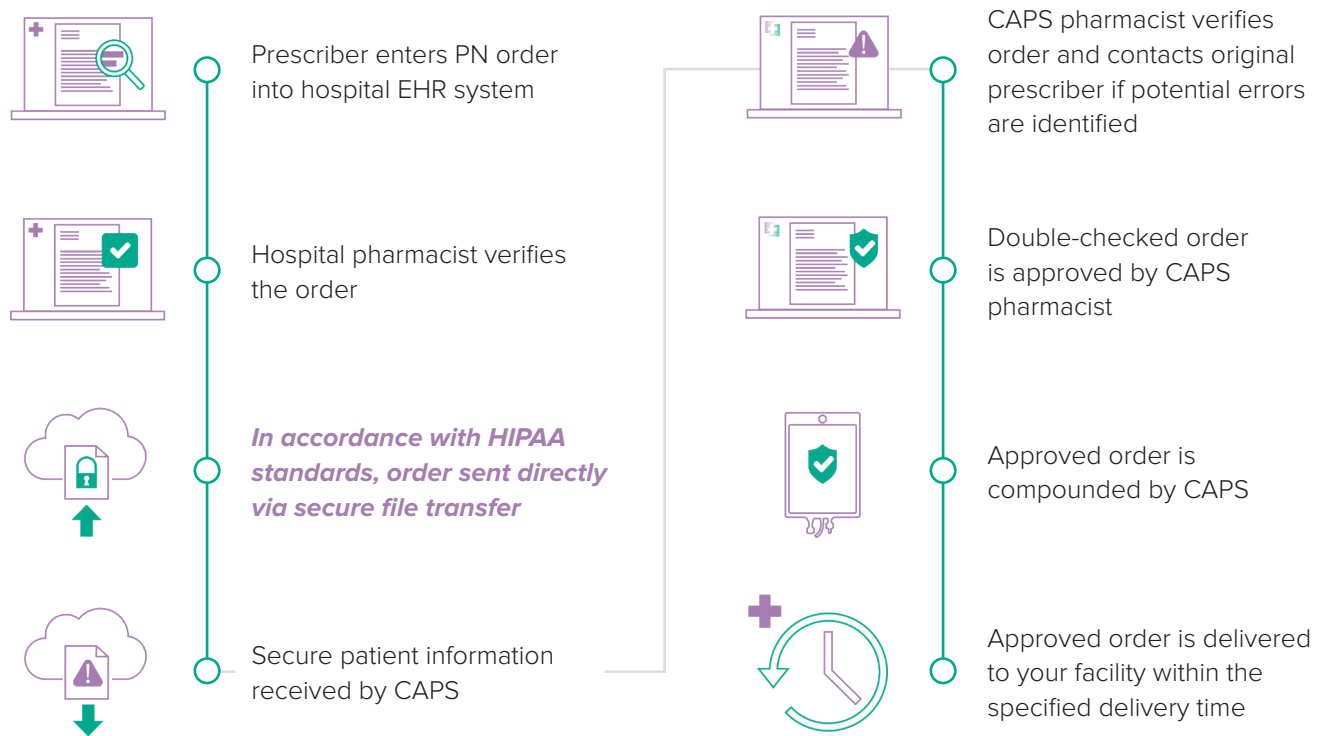 Prescriber enters PN order
into hospital EHR system
Hospital pharmacist verifies
the order
In accordance with HIPAA
standards, order sent directly
via secure file transfer
Secure patient information
received by CAPS
CAPS pharmacist verifies
order and contacts original
prescriber if potential errors
are identified
Double-checked order
is approved by CAPS
pharmacist
Approved order is
compounded by CAPS
Approved order is delivered
to your facility within the
specified delivery time